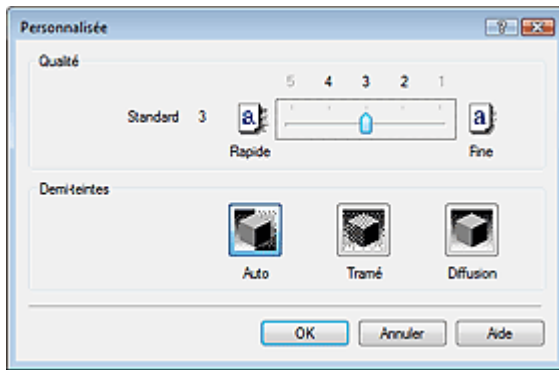 Personnalisée
Qualité
5 4 3 2 1
Standard 3
a a
Rapide Fine
Demi-teintes
Auto Tramé Diffusion
OK Annuler Aide